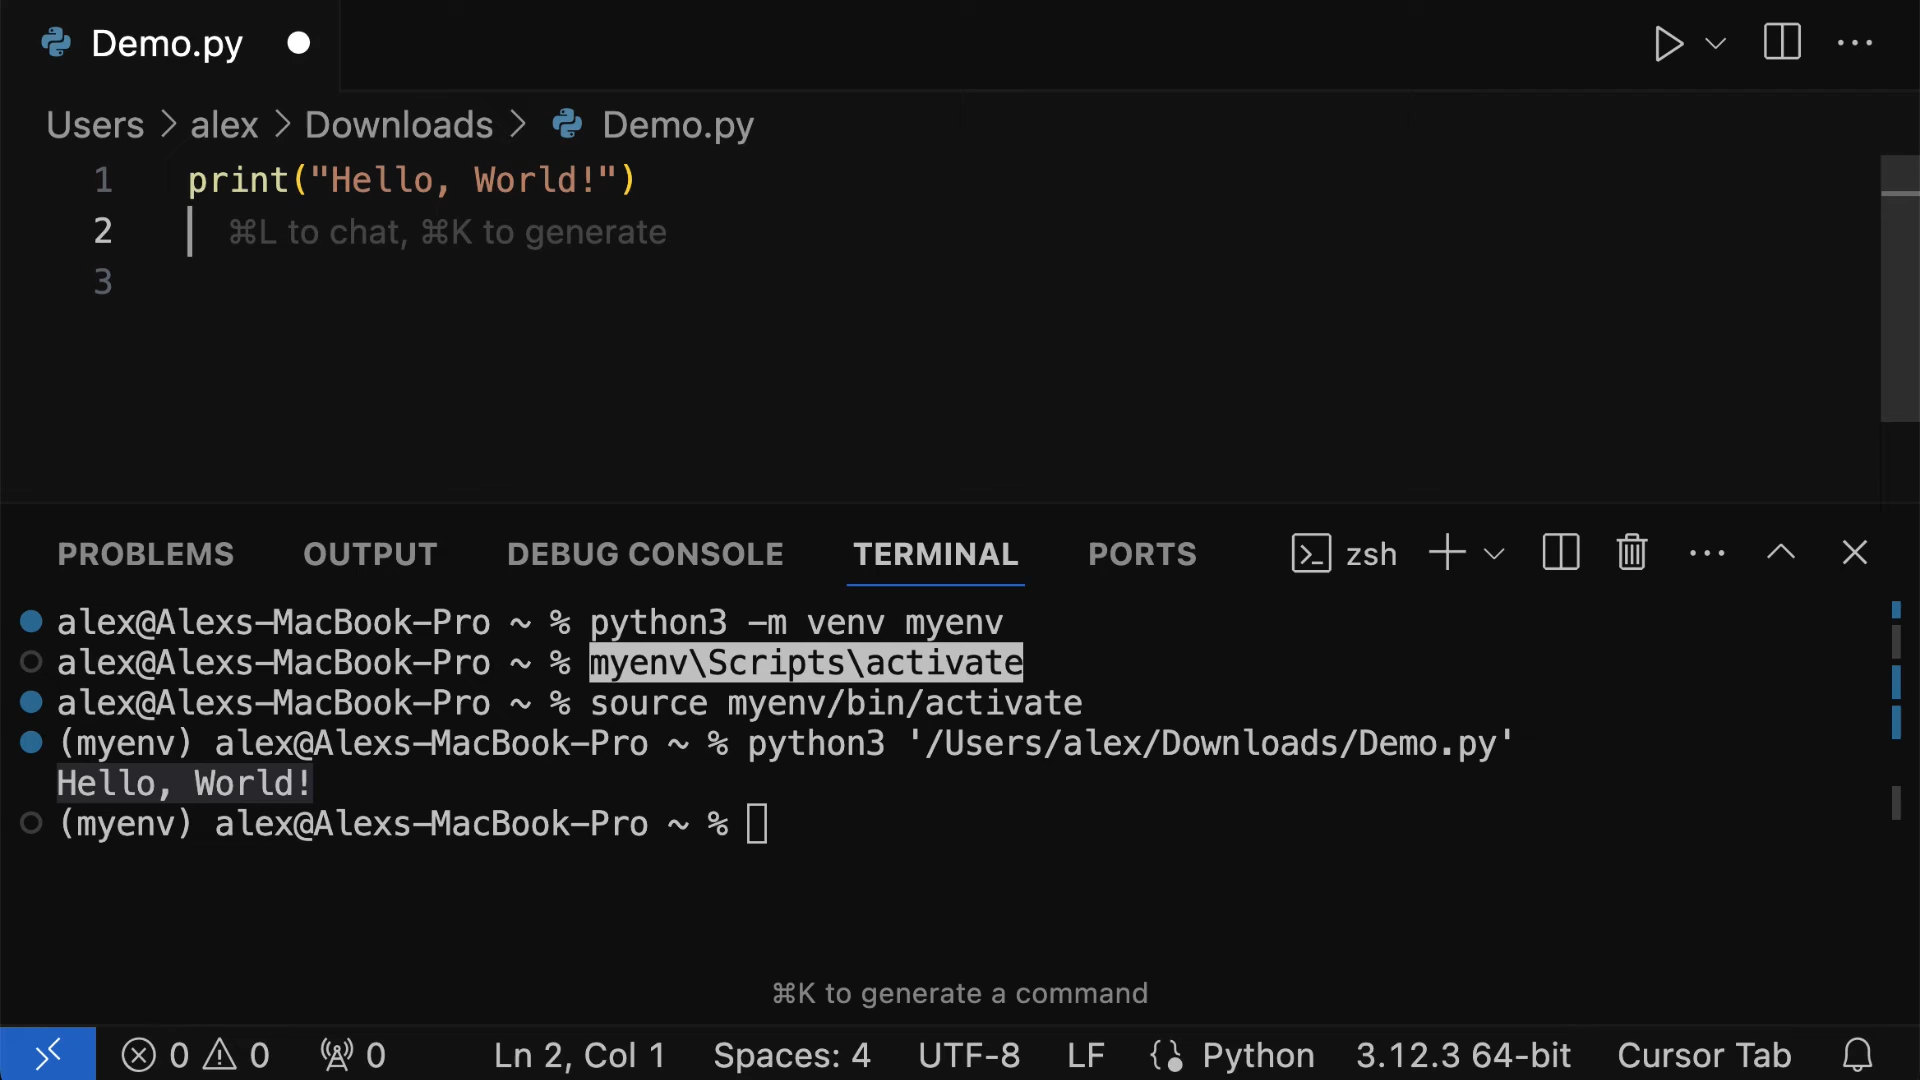 Demo.py
Users > alex > Downloads > Demo.py
1 print("Hello, World!")
2 ⌘L to chat, ⌘K to generate
3
PROBLEMS OUTPUT DEBUG CONSOLE TERMINAL PORTS zsh
alex@Alexs-MacBook-Pro ~ % python3 -m venv myenv
alex@Alexs-MacBook-Pro ~ % myenv\Scripts\activate
alex@Alexs-MacBook-Pro ~ % source myenv/bin/activate
(myenv) alex@Alexs-MacBook-Pro ~ % python3 '/Users/alex/Downloads/Demo.py'
Hello, World!
(myenv) alex@Alexs-MacBook-Pro ~ %
⌘K to generate a command
0 0 0 Ln 2, Col 1 Spaces: 4 UTF-8 LF Python 3.12.3 64-bit Cursor Tab